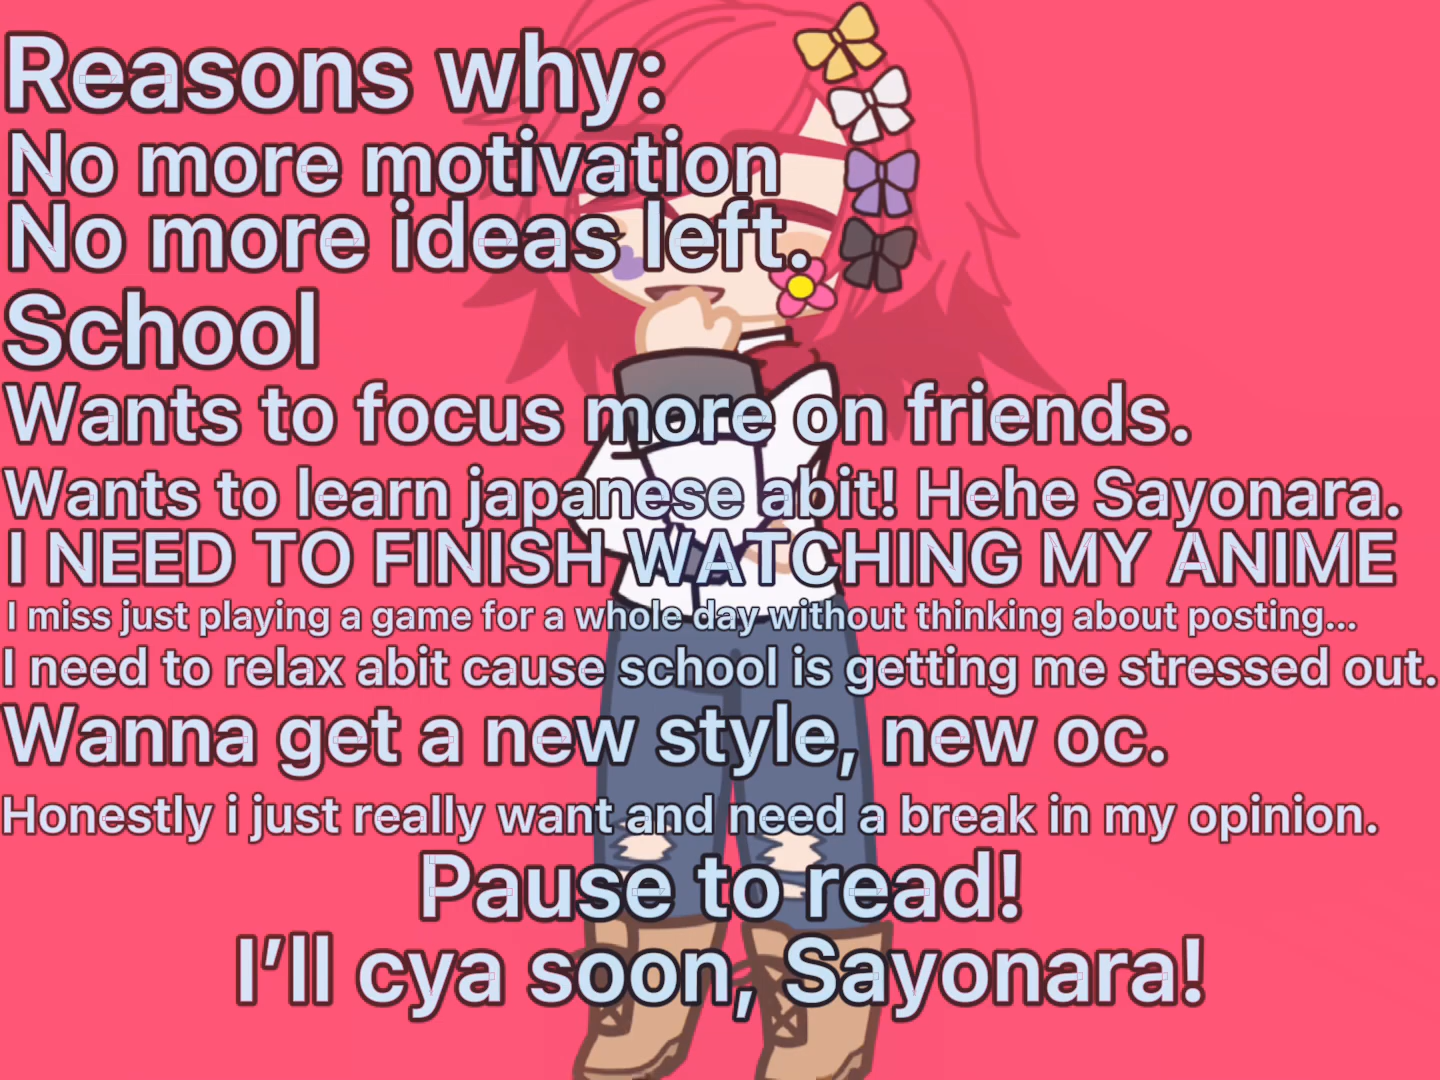 Reasons why:
No more motivation
No more ideas left.
School
Wants to focus more on friends.
Wants to learn japanese abit! Hehe Sayonara.
I NEED TO FINISH WATCHING MY ANIME
I miss just playing a game for a whole day without thinking about posting...
I need to relax abit cause school is getting me stressed out.
Wanna get a new style, new oc.
Honestly i just really want and need a break in my opinion.
Pause to read!
I'll cya soon, Sayonara!